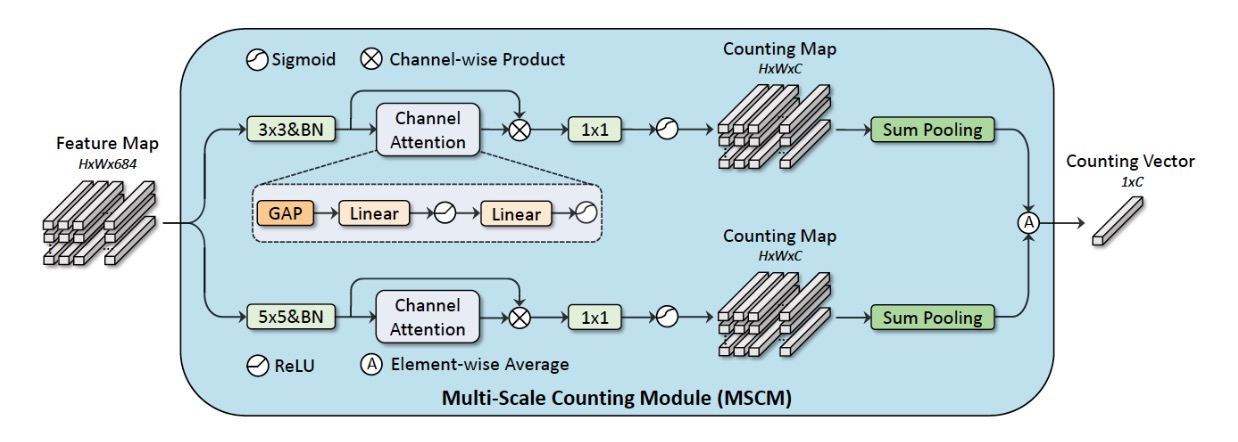 Sigmoid
Channel-wise Product
Counting Map
HxWxC
Feature Map
HxWx684
3x3&BN
Channel
Attention
1x1
Sum Pooling
GAP
Linear
Linear
Counting Vector
1xC
A
Counting Map
HxWxC
5x5&BN
Channel
Attention
1x1
Sum Pooling
ReLU
A
Element-wise Average
Multi-Scale Counting Module (MSCM)